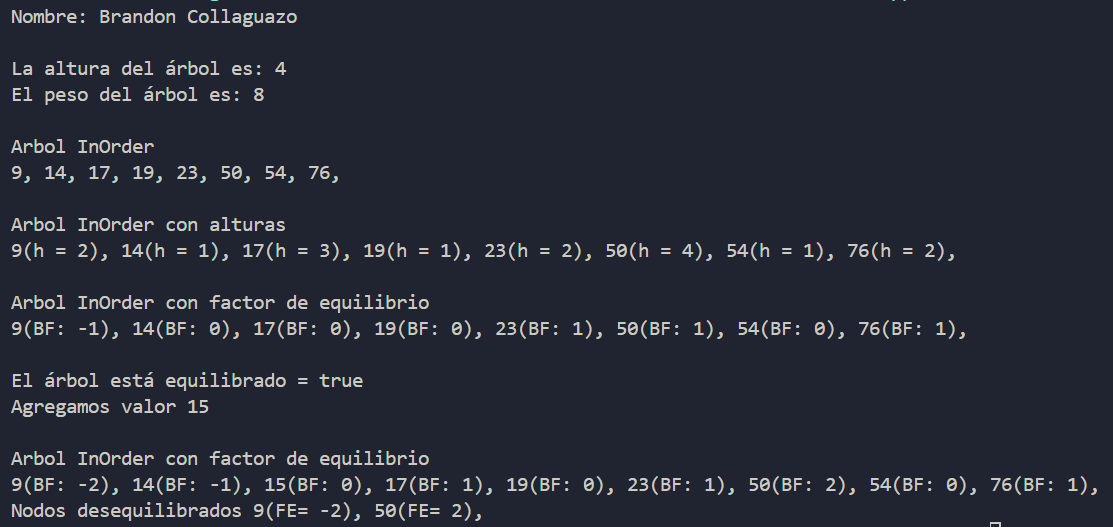 Nombre: Brandon Collaguazo
La altura del árbol es: 4
El peso del árbol es: 8
Arbol InOrder
9, 14, 17, 19, 23, 50, 54, 76,
Arbol InOrder con alturas
9(h = 2), 14(h = 1), 17(h = 3), 19(h = 1), 23(h = 2), 50(h = 4), 54(h = 1), 76(h = 2),
Arbol InOrder con factor de equilibrio
9(BF: -1), 14(BF: 0), 17(BF: 0), 19(BF: 0), 23(BF: 1), 50(BF: 1), 54(BF: 0), 76(BF: 1),
El árbol está equilibrado = true
Agregamos valor 15
Arbol InOrder con factor de equilibrio
9(BF: -2), 14(BF: -1), 15(BF: 0), 17(BF: 1), 19(BF: 0), 23(BF: 1), 50(BF: 2), 54(BF: 0), 76(BF: 1),
Nodos desequilibrados 9(FE= -2), 50(FE= 2),